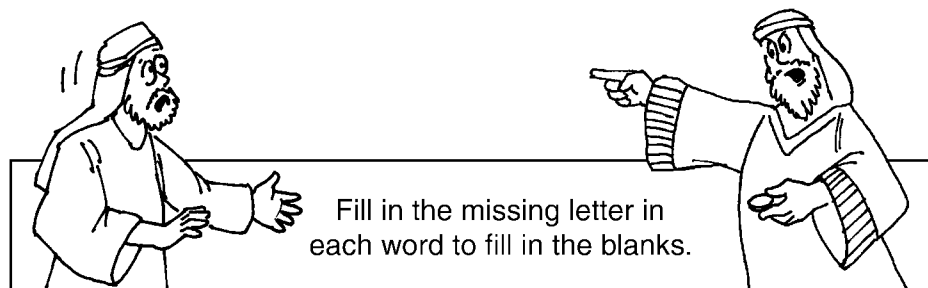 Fill in the missing letter in
each word to fill in the blanks.